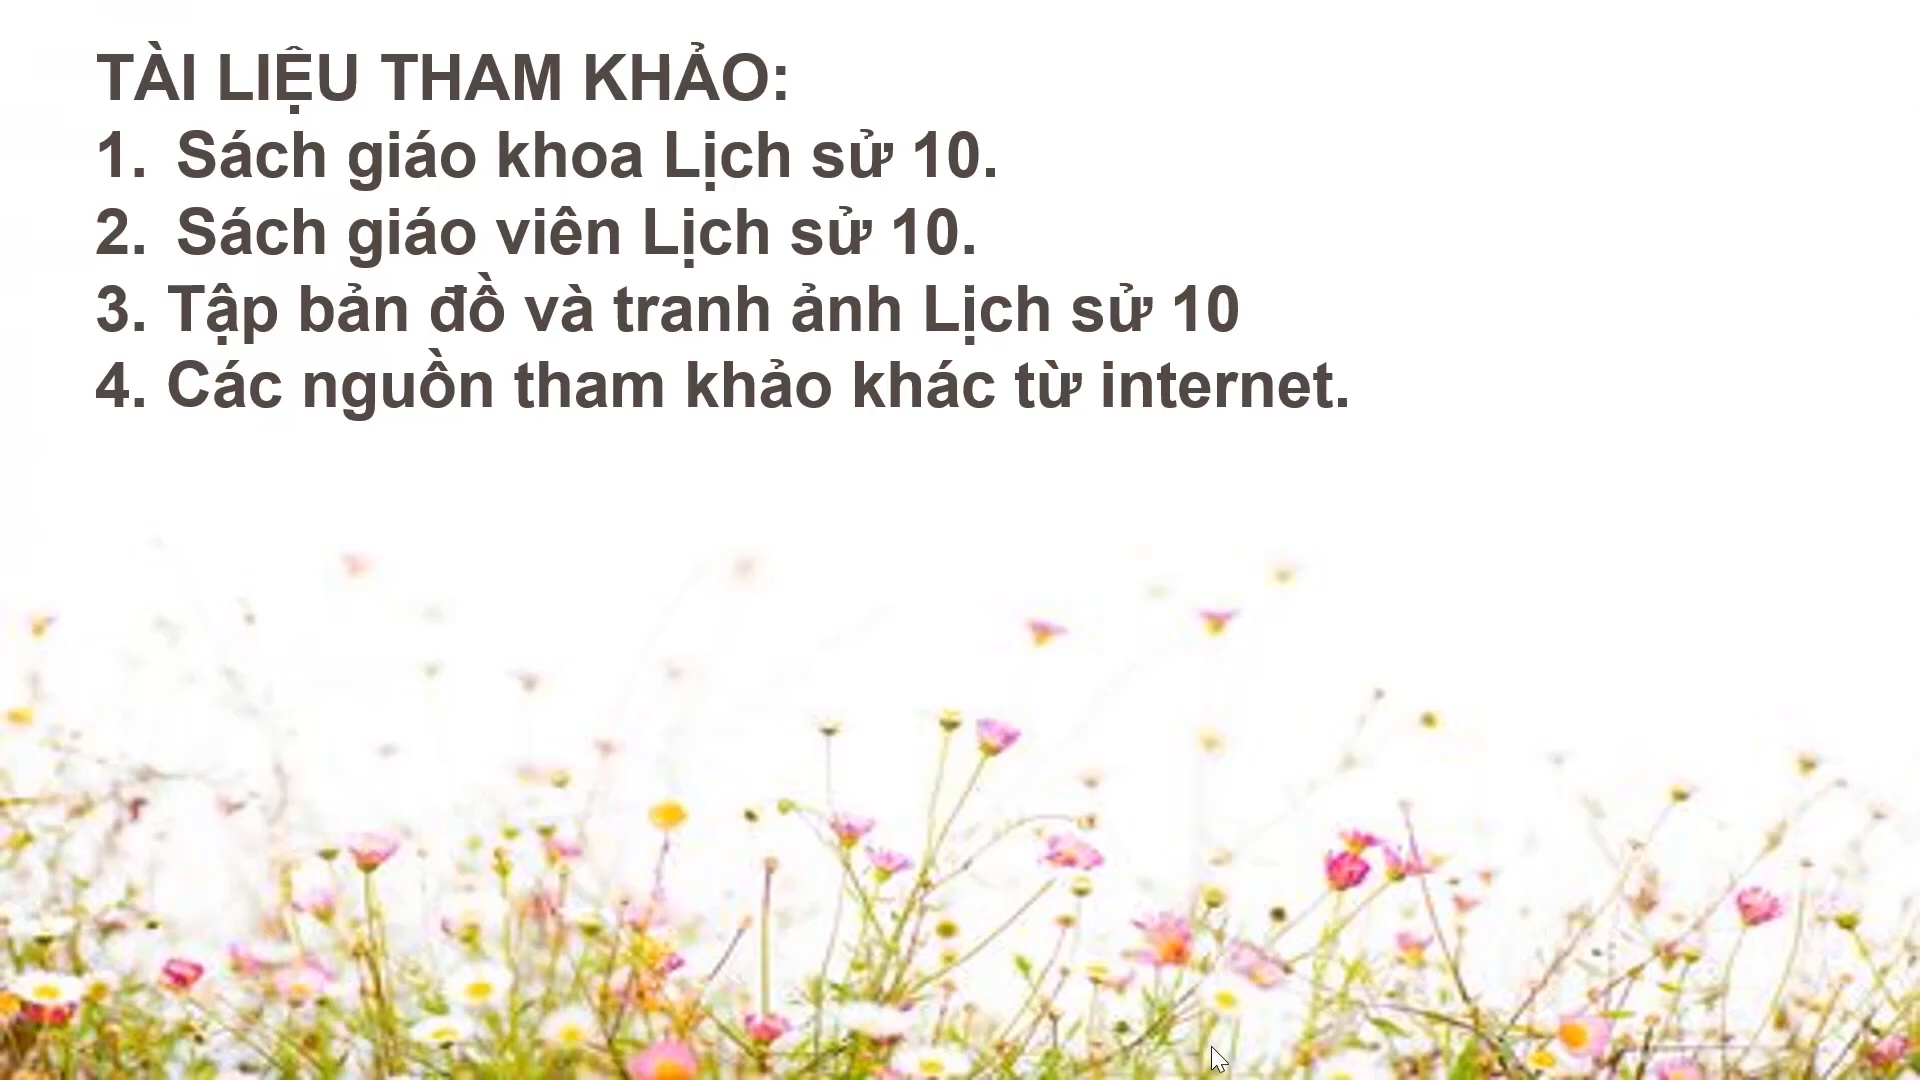 TÀI LIỆU THAM KHẢO:
1. Sách giáo khoa Lịch sử 10.
2. Sách giáo viên Lịch sử 10.
3. Tập bản đồ và tranh ảnh Lịch sử 10
4. Các nguồn tham khảo khác từ internet.